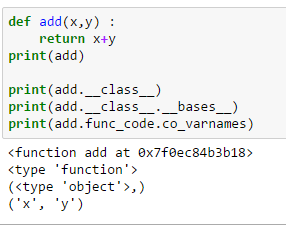 def add(x,y) :
    return x+y
print(add)
print(add.__class__)
print(add.__class__.__bases__)
print(add.func_code.co_varnames)
<function add at 0x7f0ec84b3b18>
<type 'function'>
(<type 'object'>,)
('x', 'y')